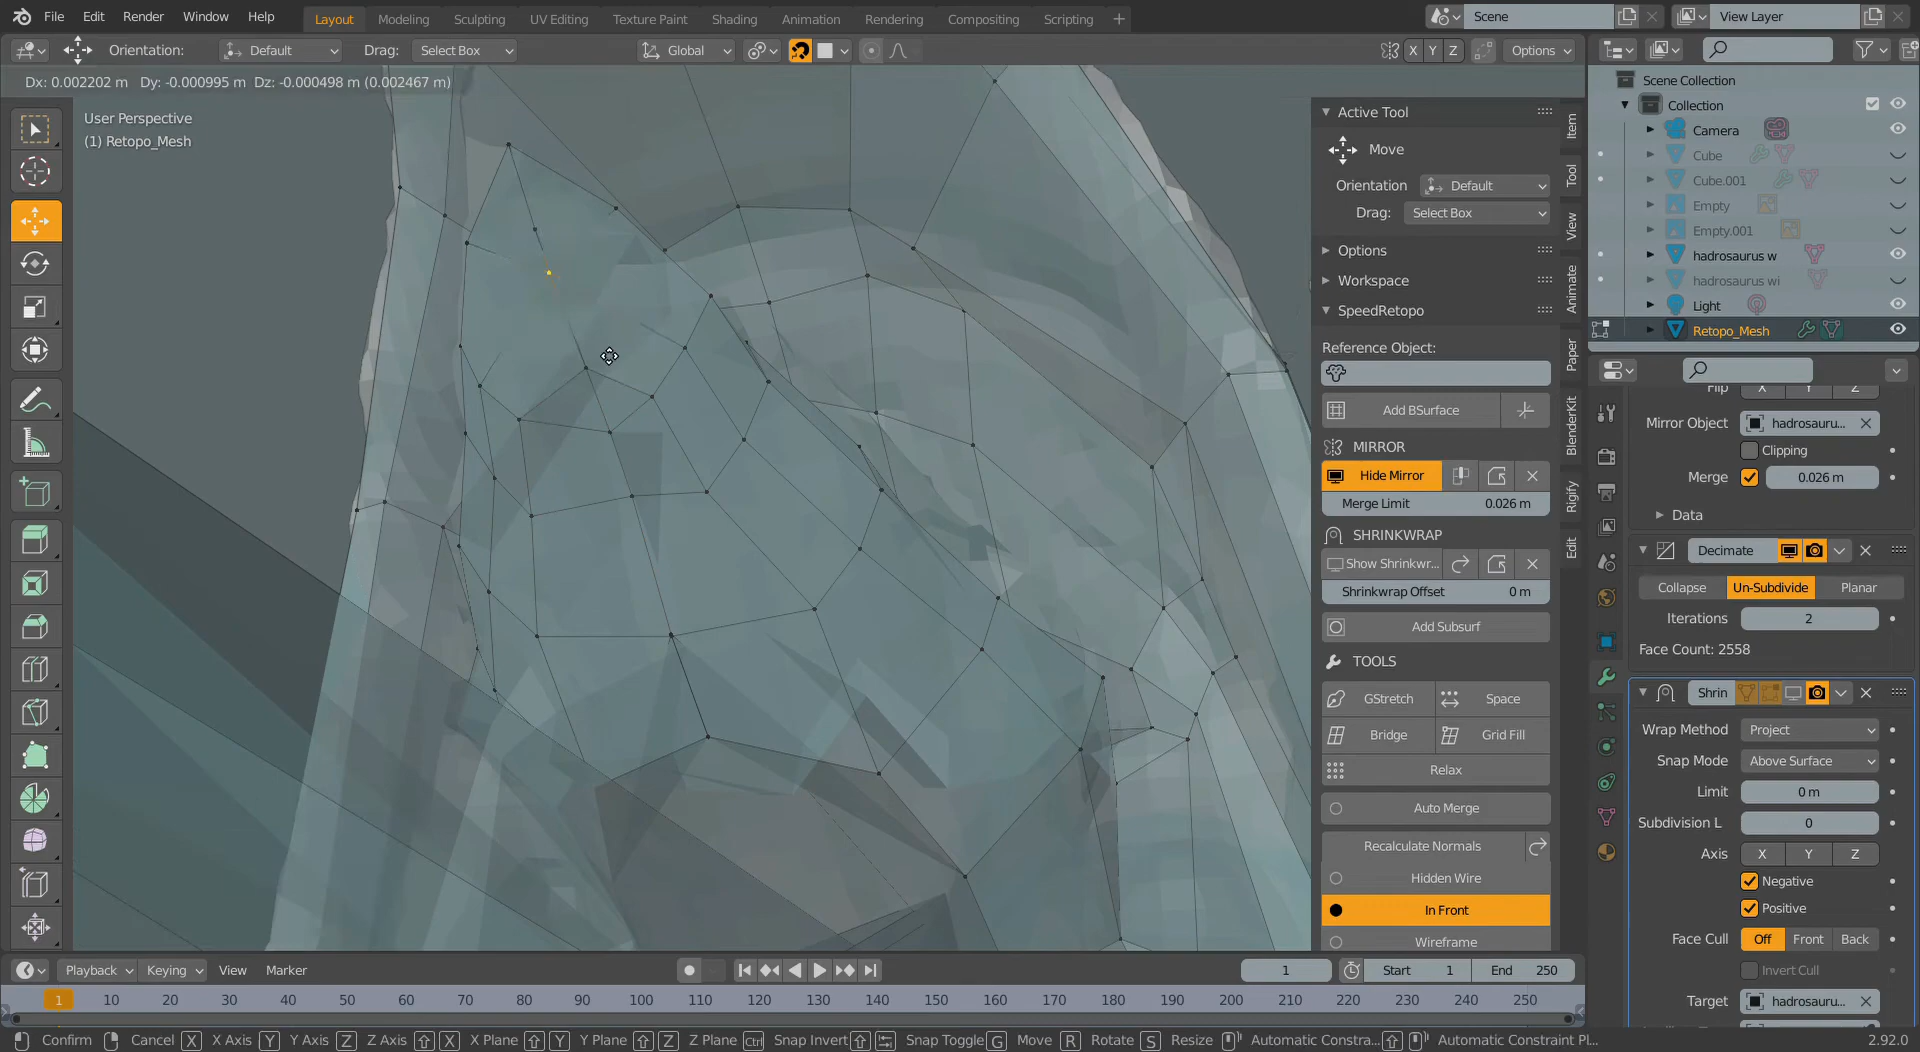 File Edit Render Window Help Layout Modeling Sculpting UV Editing Texture Paint Shading Animation Rendering Compositing Scripting + Scene View Layer
Orientation: Default Drag: Select Box Global X Y Z Options
Dx: 0.002202 m Dy: -0.000995 m Dz: -0.000498 m (0.002467 m)
User Perspective
(1) Retopo_Mesh
Active Tool
Move
Orientation Default
Drag: Select Box
Options
Workspace
SpeedRetopo
Reference Object:
Add BSurface
MIRROR
Hide Mirror
Merge Limit 0.026 m
SHRINKWRAP
Show Shrinkwr...
Shrinkwrap Offset 0 m
Add Subsurf
TOOLS
GStretch Space
Bridge Grid Fill
Relax
Auto Merge
Recalculate Normals
Hidden Wire
In Front
Wireframe
Item
Tool
View
Animate
Paper
BlenderKit
Rigify
Edit
Scene Collection
Collection
Camera
Cube
Cube.001
Empty
Empty.001
hadrosaurus w
hadrosaurus wi
Light
Retopo_Mesh
Flip X Y Z
Mirror Object hadrosauru...
Clipping
Merge 0.026 m
Data
Decimate
Collapse Un-Subdivide Planar
Iterations 2
Face Count: 2558
Shrin
Wrap Method Project
Snap Mode Above Surface
Limit 0 m
Subdivision L 0
Axis X Y Z
Negative
Positive
Face Cull Off Front Back
Invert Cull
Target hadrosauru...
Playback Keying View Marker 1 Start 1 End 250
1 10 20 30 40 50 60 70 80 90 100 110 120 130 140 150 160 170 180 190 200 210 220 230 240 250
Confirm Cancel X X Axis Y Y Axis Z Z Axis X X Plane Y Y Plane Z Z Plane Ctrl Snap Invert Snap Toggle G Move R Rotate S Resize Automatic Constra... Automatic Constraint Pl... 2.92.0